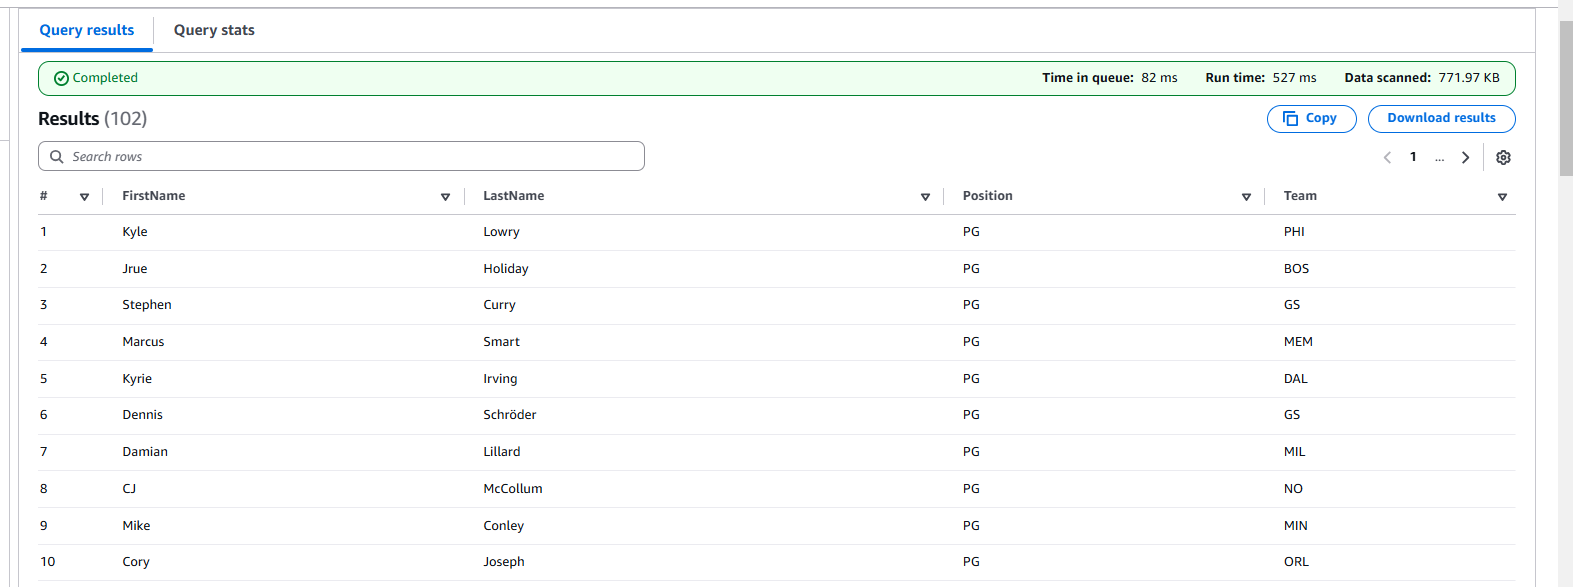 Query results Query stats
Completed Time in queue: 82 ms Run time: 527 ms Data scanned: 771.97 KB
Results (102) Copy Download results
Search rows 1 ...
# FirstName LastName Position Team
1 Kyle Lowry PG PHI
2 Jrue Holiday PG BOS
3 Stephen Curry PG GS
4 Marcus Smart PG MEM
5 Kyrie Irving PG DAL
6 Dennis Schröder PG GS
7 Damian Lillard PG MIL
8 CJ McCollum PG NO
9 Mike Conley PG MIN
10 Cory Joseph PG ORL